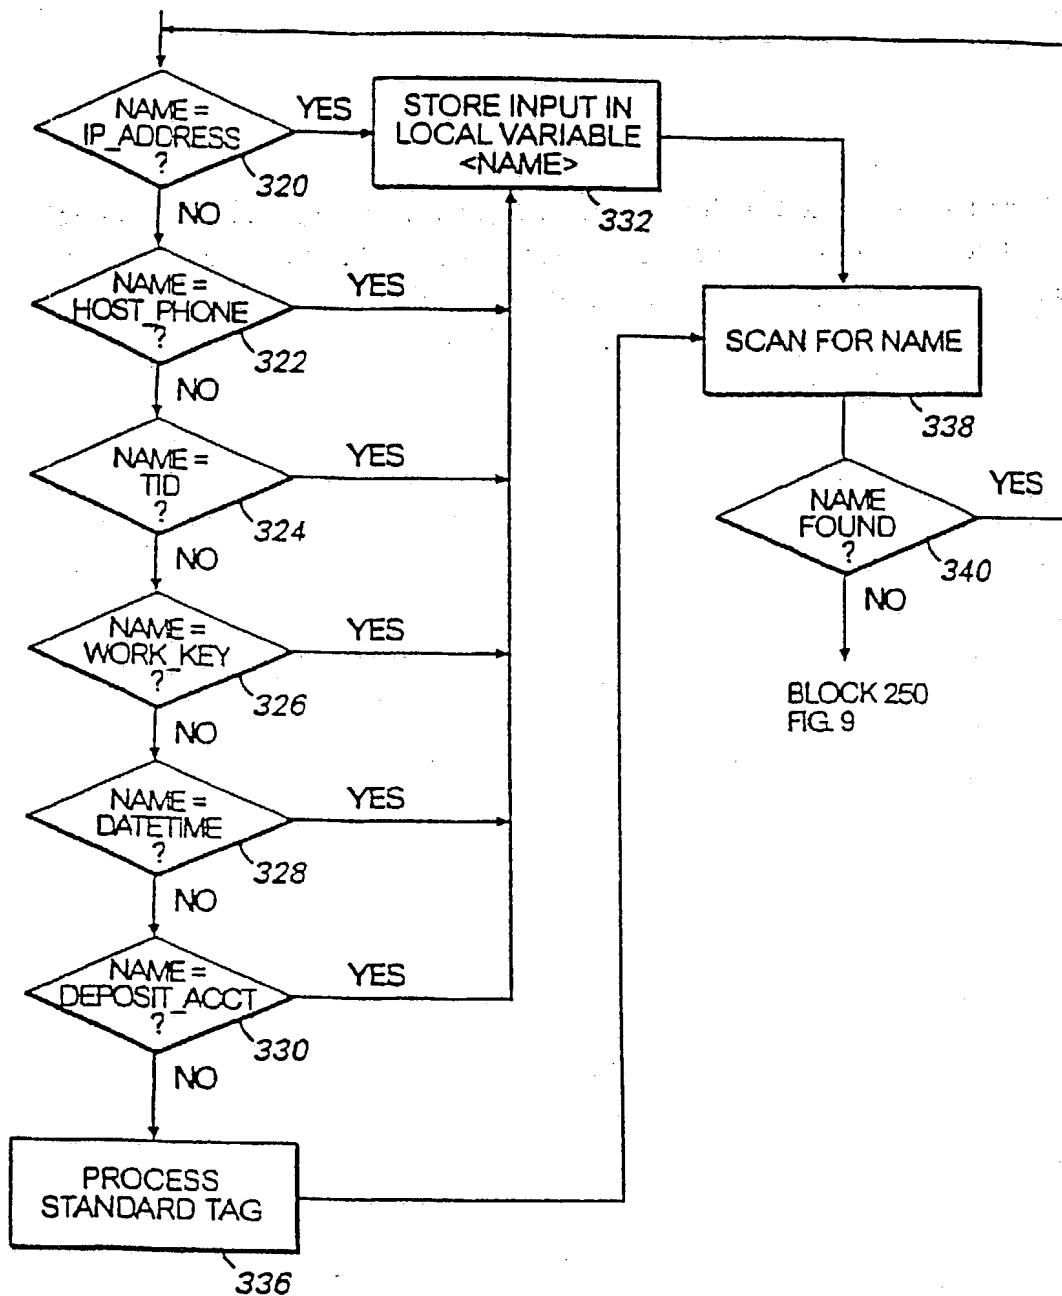 NAME =
IP_ADDRESS
?
320
YES
NO
STORE INPUT IN
LOCAL VARIABLE
<NAME>
332
NAME =
HOST_PHONE
?
322
YES
NO
NAME =
TID
?
324
YES
NO
NAME =
WORK_KEY
?
326
YES
NO
NAME =
DATETIME
?
328
YES
NO
NAME =
DEPOSIT_ACCT
?
330
YES
NO
PROCESS
STANDARD TAG
336
SCAN FOR NAME
338
NAME
FOUND
?
340
YES
NO
BLOCK 250
FIG. 9